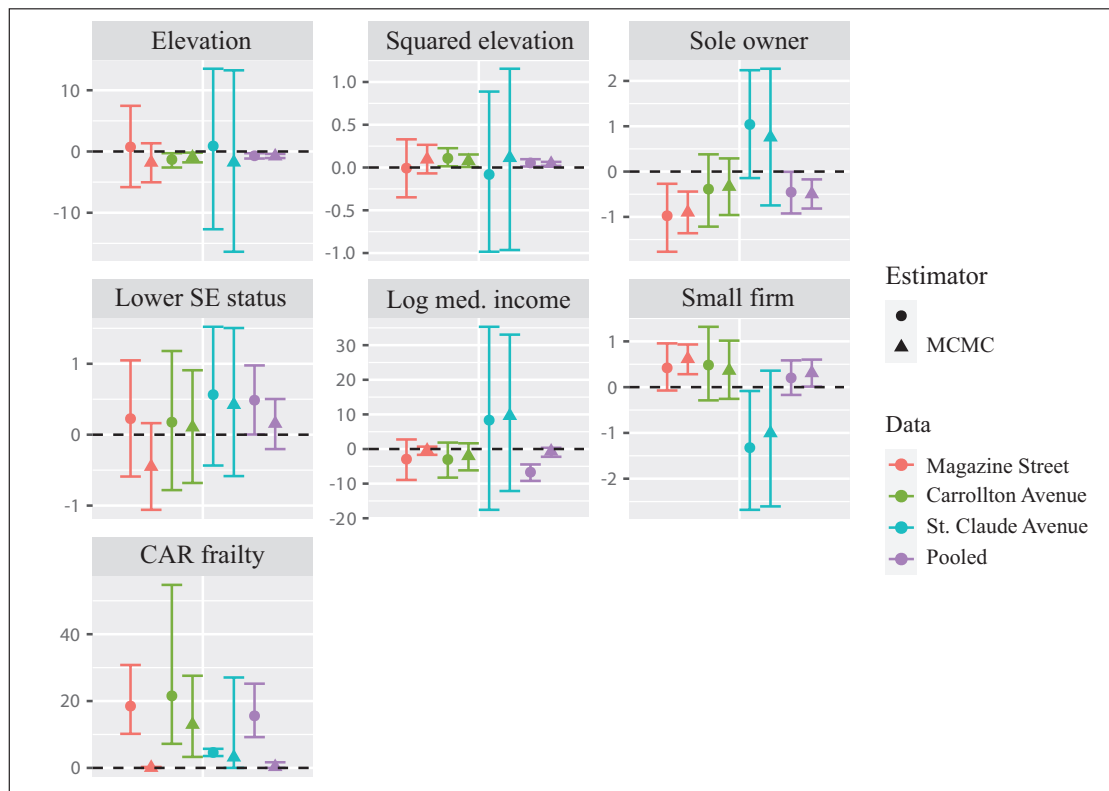 Elevation
Squared elevation
Sole owner
10
0
-10
1.0
0.5
0.0
-0.5
-1.0
2
1
0
-1
Lower SE status
Log med. income
Small firm
1
0
-1
30
20
10
0
-10
-20
1
0
-1
-2
CAR frailty
40
20
0
Estimator
MCMC
Data
Magazine Street
Carrollton Avenue
St. Claude Avenue
Pooled